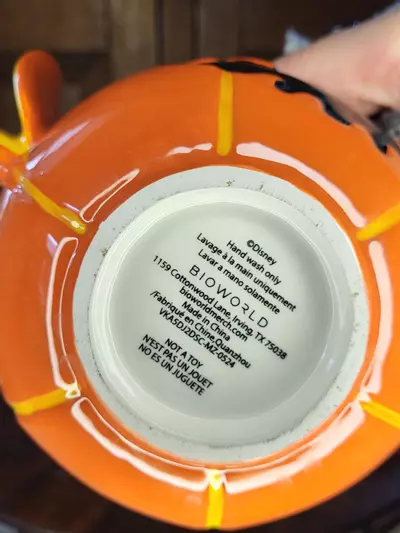 ©Disney
Hand wash only
Lavage à la main uniquement
Lavar a mano solamente
BIOWORLD
1159 Cottonwood Lane, Irving, TX 75038
bioworldmerch.com
Made in China
/Fabriqué en Chine,Quanzhou
VKA5DJ2DSC-MZ-0524
NOT A TOY
N'EST PAS UN JOUET
NO ES UN JUGUETE